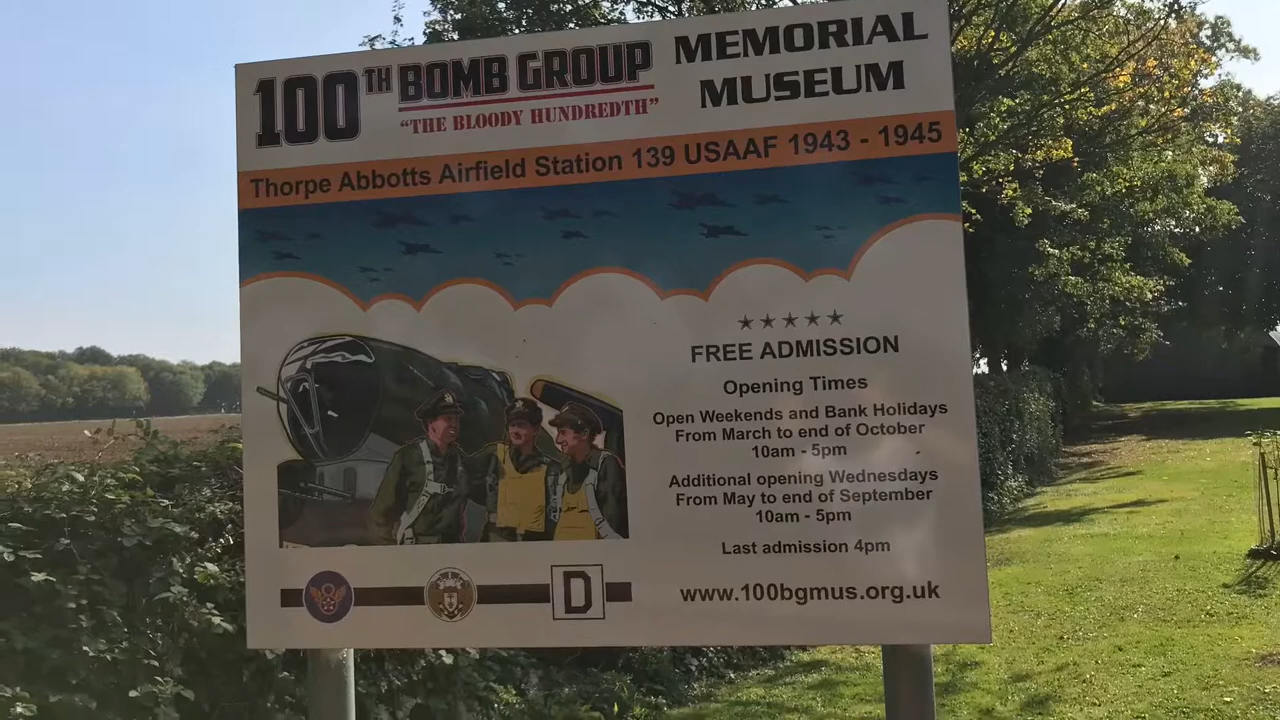 100TH BOMB GROUP
"THE BLOODY HUNDREDTH"
MEMORIAL
MUSEUM
Thorpe Abbotts Airfield Station 139 USAAF 1943 - 1945
FREE ADMISSION
Opening Times
Open Weekends and Bank Holidays
From March to end of October
10am - 5pm
Additional opening Wednesdays
From May to end of September
10am - 5pm
Last admission 4pm
D
www.100bgmus.org.uk